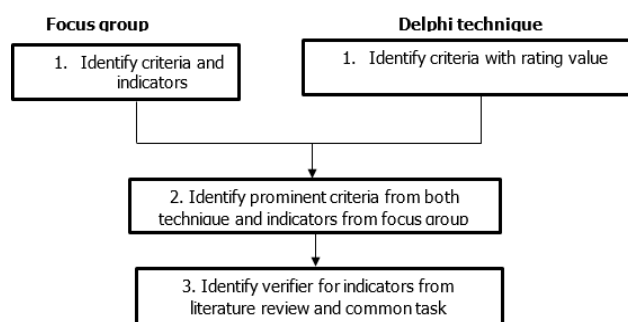 Focus group
Delphi technique
1. Identify criteria and
indicators
1. Identify criteria with rating value
2. Identify prominent criteria from both
technique and indicators from focus group
3. Identify verifier for indicators from
literature review and common task